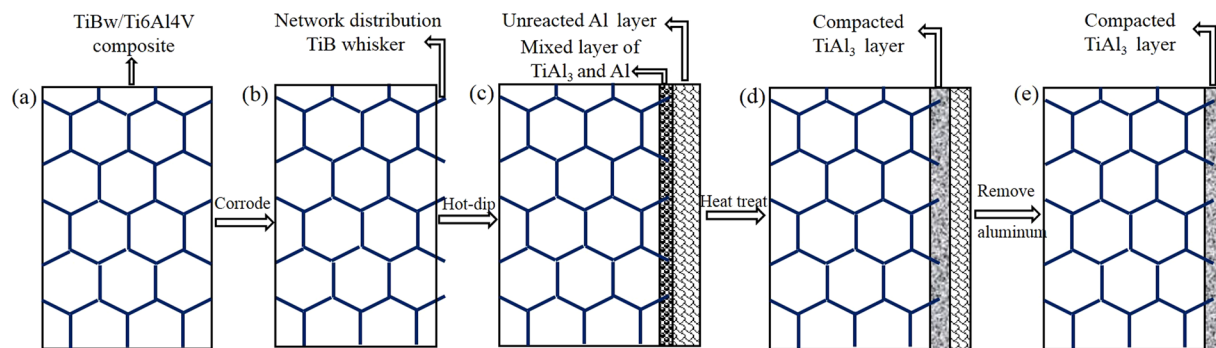 TiBw/Ti6Al4V
composite
Network distribution
TiB whisker
Unreacted Al layer
Mixed layer of
TiAl₃ and Al
Compacted
TiAl₃ layer
Compacted
TiAl₃ layer
(a)
(b)
(c)
(d)
(e)
Corrode
Hot-dip
Heat treat
Remove
aluminum